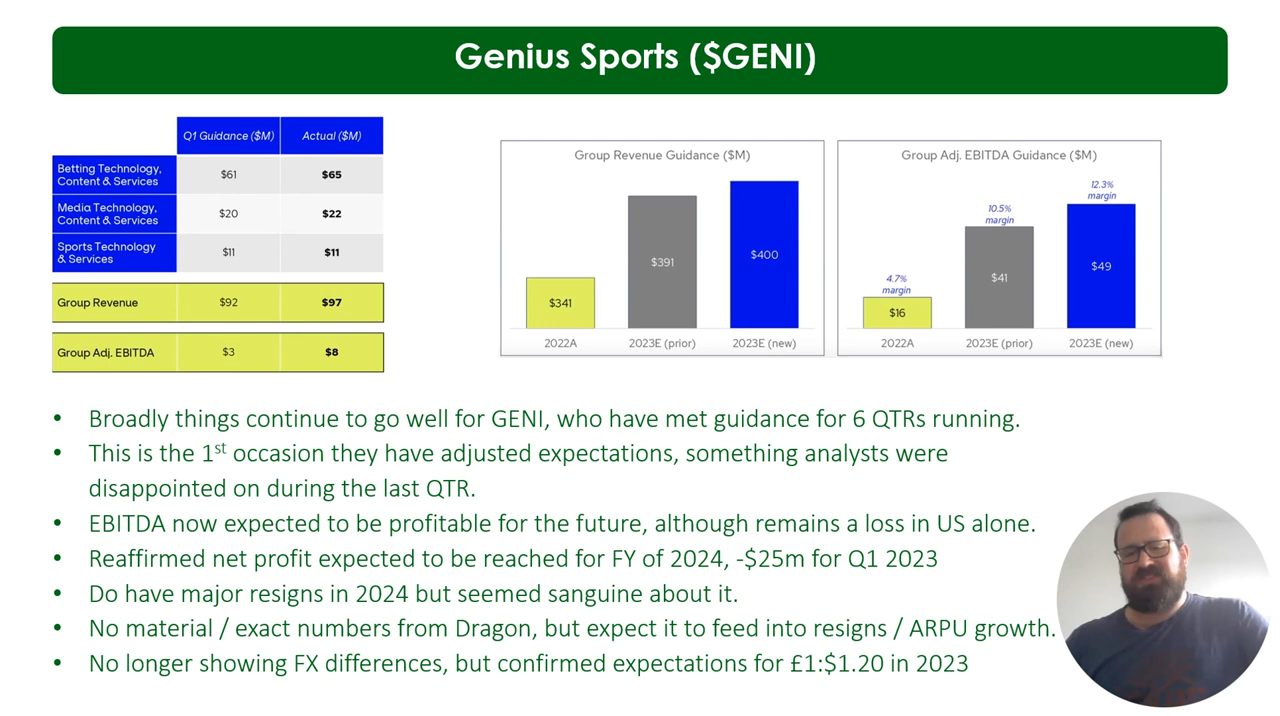 Genius Sports ($GENI)
Q1 Guidance ($M) Actual ($M)
Betting Technology,
Content & Services $61 $65
Media Technology,
Content & Services $20 $22
Sports Technology
& Services $11 $11
Group Revenue $92 $97
Group Adj. EBITDA $3 $8
Group Revenue Guidance ($M)
$341 $391 $400
2022A 2023E (prior) 2023E (new)
Group Adj. EBITDA Guidance ($M)
4.7%
margin
10.5%
margin
12.3%
margin
$16 $41 $49
2022A 2023E (prior) 2023E (new)
• Broadly things continue to go well for GENI, who have met guidance for 6 QTRs running.
• This is the 1st occasion they have adjusted expectations, something analysts were
disappointed on during the last QTR.
• EBITDA now expected to be profitable for the future, although remains a loss in US alone.
• Reaffirmed net profit expected to be reached for FY of 2024, -$25m for Q1 2023
• Do have major resigns in 2024 but seemed sanguine about it.
• No material / exact numbers from Dragon, but expect it to feed into resigns / ARPU growth.
• No longer showing FX differences, but confirmed expectations for £1:$1.20 in 2023